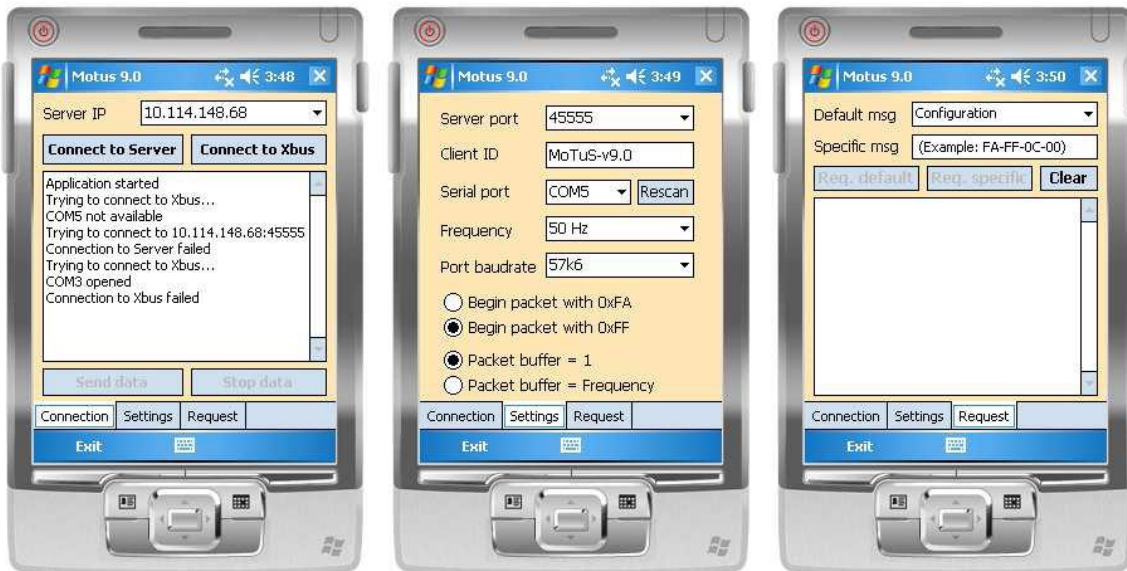 Motus 9.0 3:48
Server IP 10.114.148.68
Connect to Server Connect to Xbus
Application started
Trying to connect to Xbus...
COM5 not available
Trying to connect to 10.114.148.68:45555
Connection to Server failed
Trying to connect to Xbus...
COM3 opened
Connection to Xbus failed
Send data Stop data
Connection Settings Request
Exit
Motus 9.0 3:49
Server port 45555
Client ID MoTuS-v9.0
Serial port COM5 Rescan
Frequency 50 Hz
Port baudrate 57k6
Begin packet with 0xFA
Begin packet with 0xFF
Packet buffer = 1
Packet buffer = Frequency
Connection Settings Request
Exit
Motus 9.0 3:50
Default msg Configuration
Specific msg (Example: FA-FF-0C-00)
Req. default Req. specific Clear
Connection Settings Request
Exit